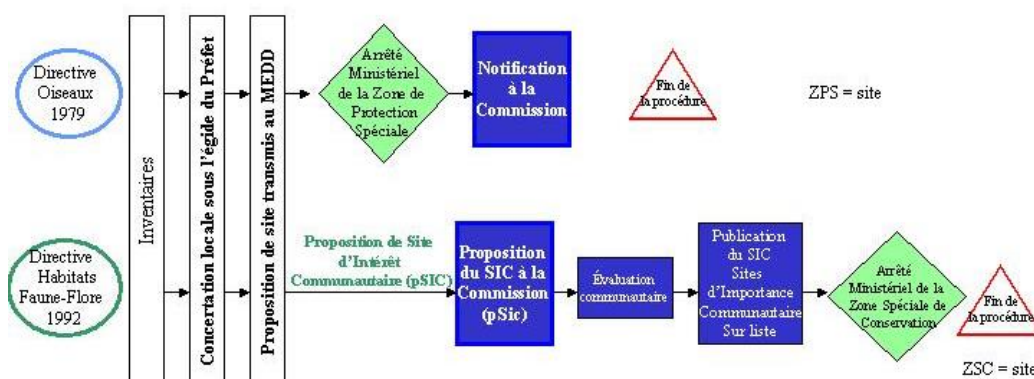 Directive
Oiseaux
1979
Inventaires
Concertation locale sous l'égide du Préfet
Proposition de site transmis au MEDD
Arrêté
Ministériel
de la Zone de
Protection
Spéciale
Notification
à la
Commission
Fin de
la procédure
ZPS = site
Directive
Habitats
Faune-Flore
1992
Proposition de Site
d'Intérêt
Communautaire (pSIC)
Proposition
du SIC à la
Commission
(pSic)
Évaluation
communautaire
Publication
du SIC
Sites
d'Importance
Communautaire
Sur liste
Arrêté
Ministériel de la
Zone Spéciale de
Conservation
Fin de
la procédure
ZSC = site